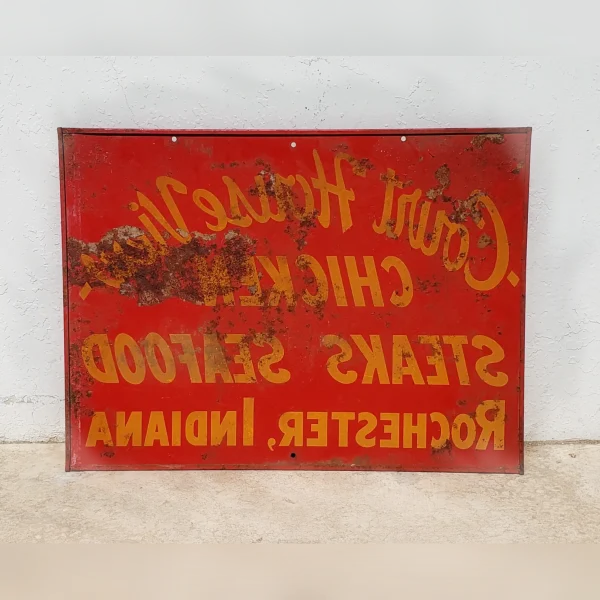 Court House View
CHICKEN
STEAKS SEAFOOD
ROCHESTER, INDIANA